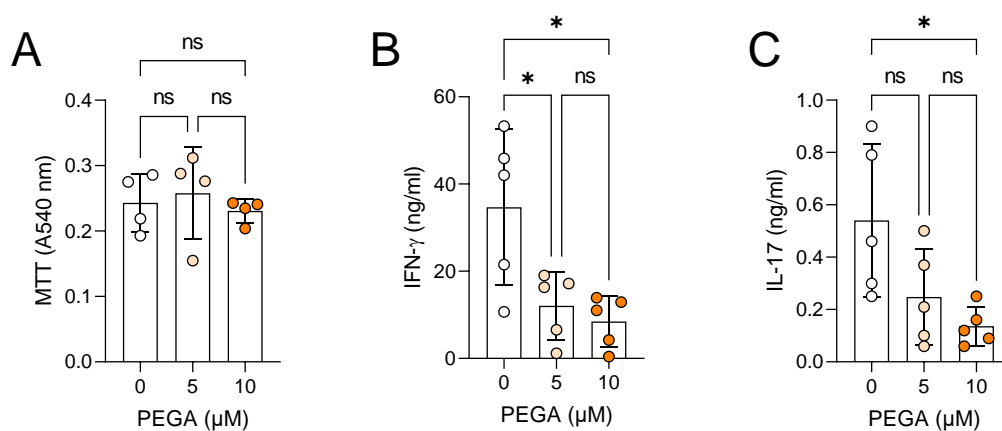 A
ns
ns
ns
0.4
0.3
0.2
0.1
0.0
MTT (A540 nm)
0
5
10
PEGA (µM)
B
*
*
ns
60
40
20
0
IFN-γ (ng/ml)
0
5
10
PEGA (µM)
C
*
ns
ns
1.0
0.8
0.6
0.4
0.2
0.0
IL-17 (ng/ml)
0
5
10
PEGA (µM)